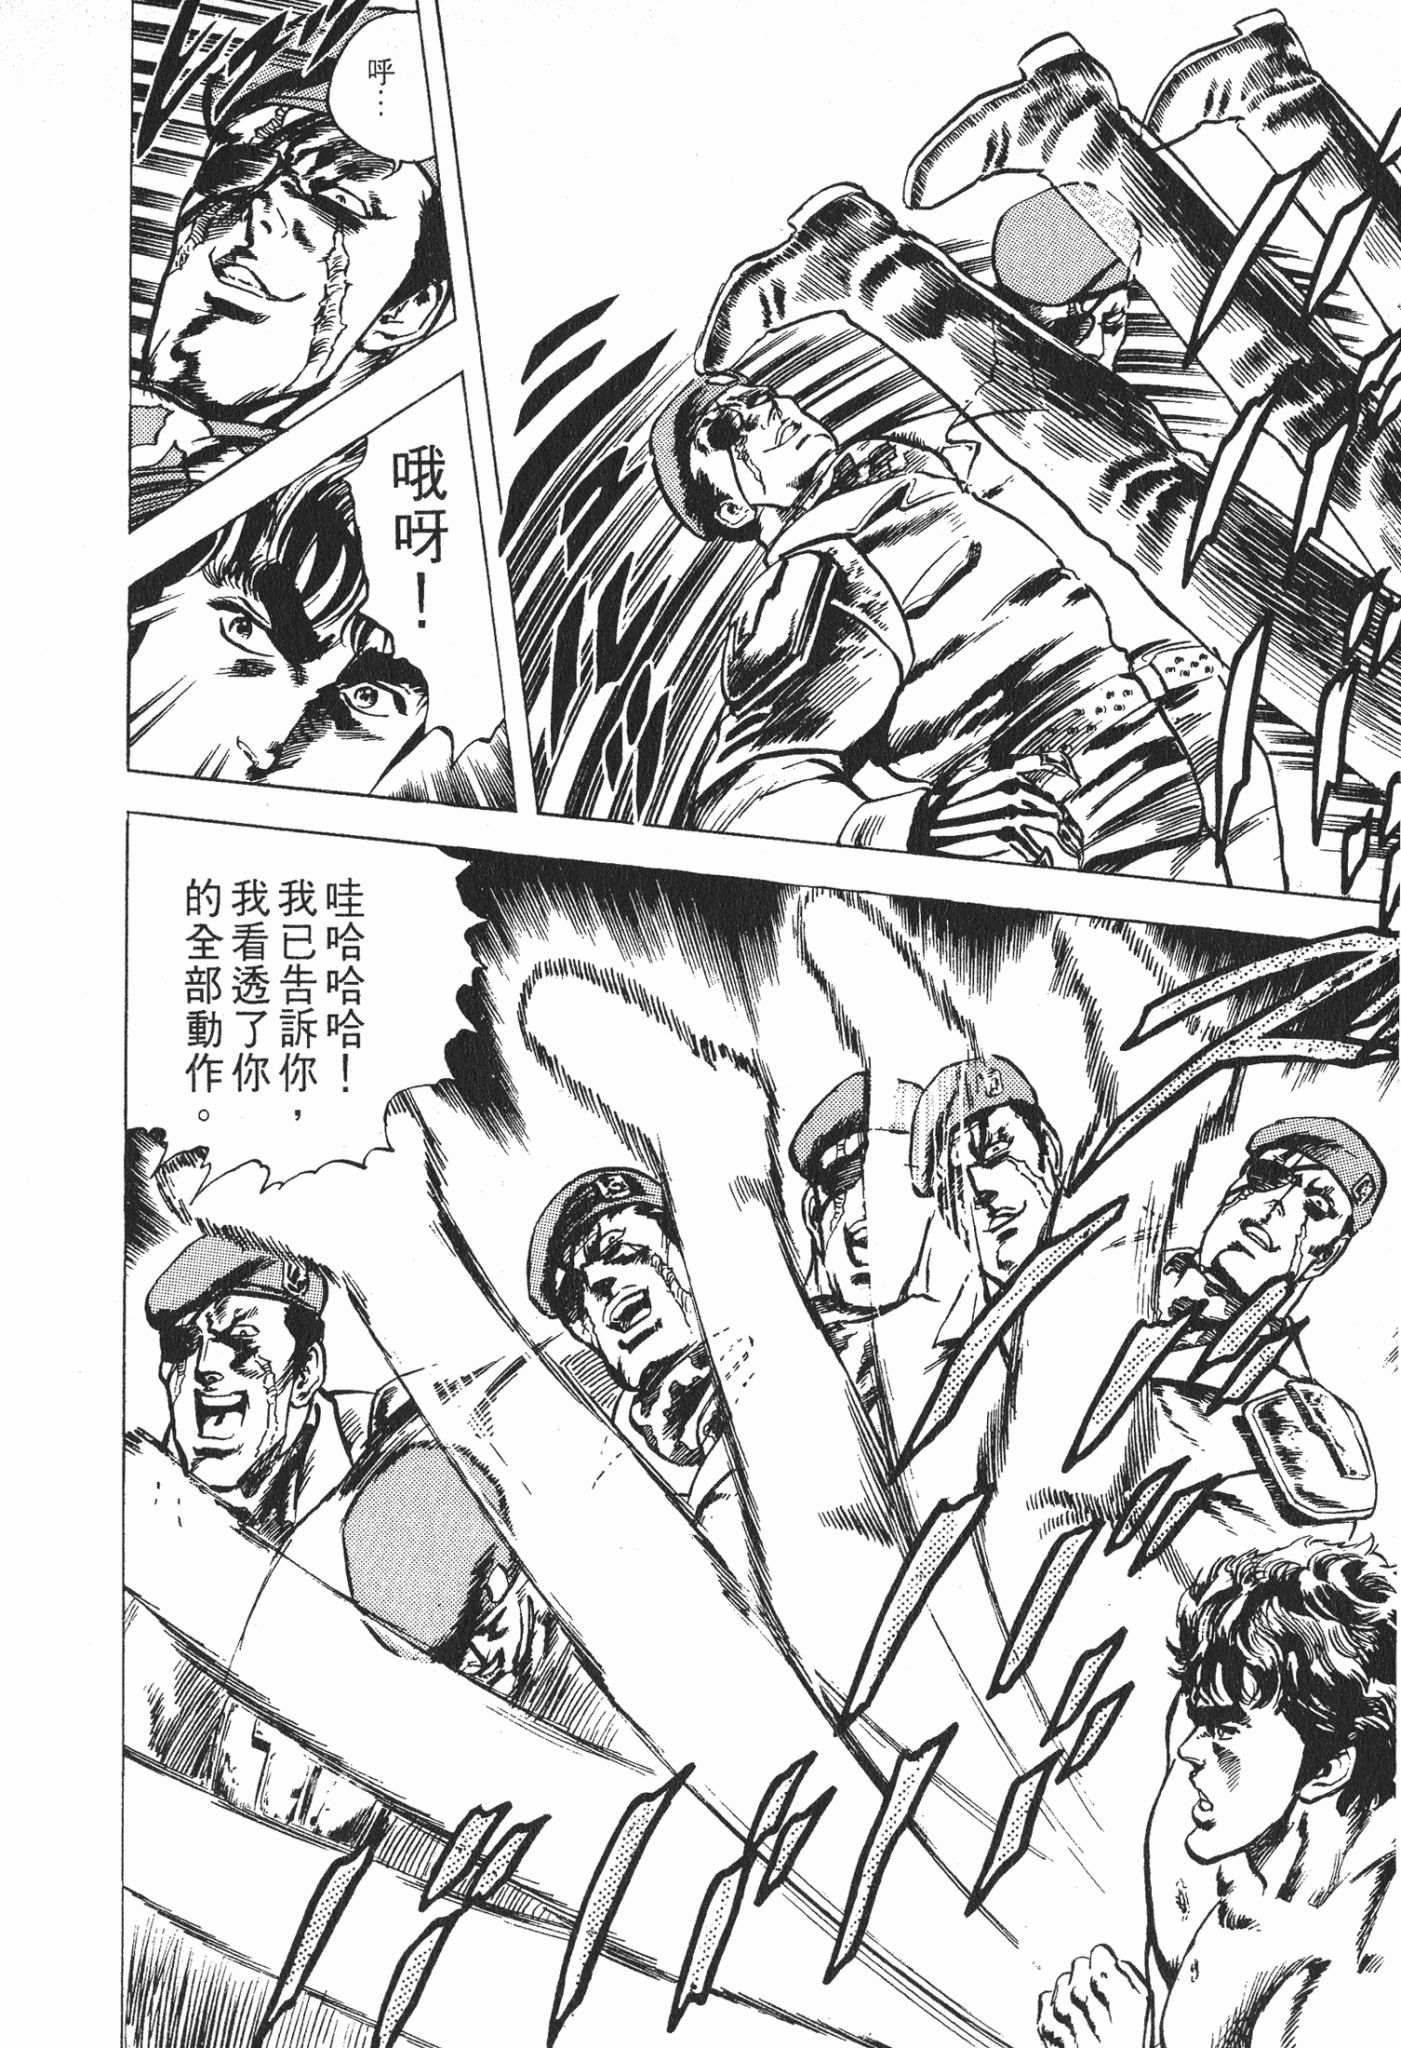 呼…
哦呀！
哇哈哈哈！
我已告訴你，
我看透了你
的全部動作。